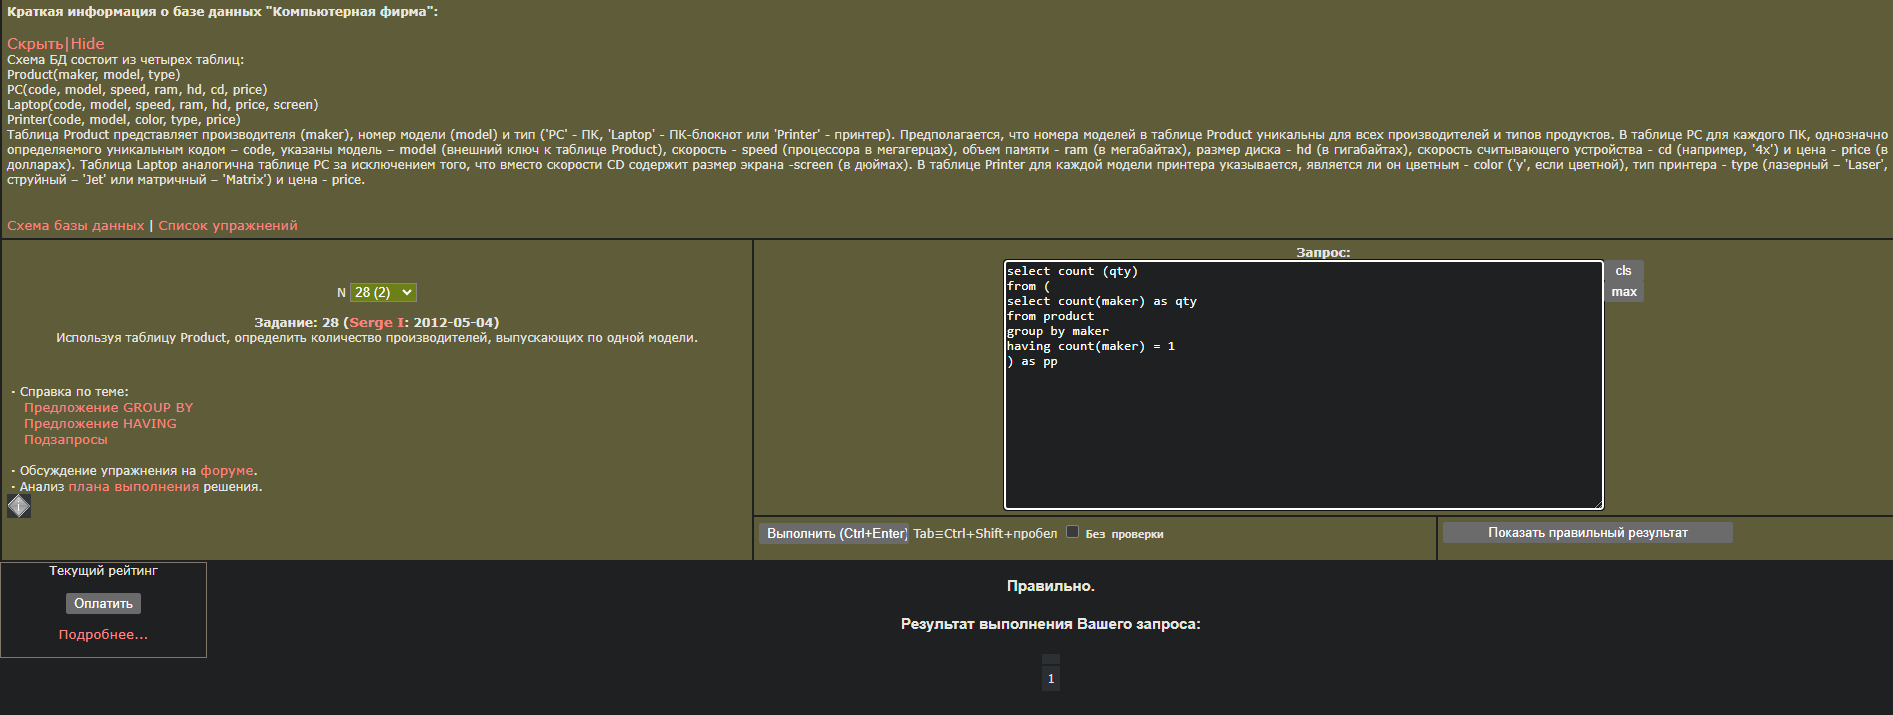 Краткая информация о базе данных "Компьютерная фирма":
Скрыть|Hide
Схема БД состоит из четырех таблиц:
Product(maker, model, type)
PC(code, model, speed, ram, hd, cd, price)
Laptop(code, model, speed, ram, hd, price, screen)
Printer(code, model, color, type, price)
Таблица Product представляет производителя (maker), номер модели (model) и тип ('PC' - ПК, 'Laptop' - ПК-блокнот или 'Printer' - принтер). Предполагается, что номера моделей в таблице Product уникальны для всех производителей и типов продуктов. В таблице PC для каждого ПК, однозначно
определяемого уникальным кодом – code, указаны модель – model (внешний ключ к таблице Product), скорость - speed (процессора в мегагерцах), объем памяти - ram (в мегабайтах), размер диска - hd (в гигабайтах), скорость считывающего устройства - cd (например, '4x') и цена - price (в
долларах). Таблица Laptop аналогична таблице PC за исключением того, что вместо скорости CD содержит размер экрана -screen (в дюймах). В таблице Printer для каждой модели принтера указывается, является ли он цветным - color ('y', если цветной), тип принтера - type (лазерный – 'Laser',
струйный – 'Jet' или матричный – 'Matrix') и цена - price.
Схема базы данных | Список упражнений
N 28 (2)
Задание: 28 (Serge I: 2012-05-04)
Используя таблицу Product, определить количество производителей, выпускающих по одной модели.
- Справка по теме:
Предложение GROUP BY
Предложение HAVING
Подзапросы
- Обсуждение упражнения на форуме.
- Анализ плана выполнения решения.
i
Запрос:
select count (qty)
from (
select count(maker) as qty
from product
group by maker
having count(maker) = 1
) as pp
cls
max
Выполнить (Ctrl+Enter) Tab≡Ctrl+Shift+пробел Без проверки
Показать правильный результат
Текущий рейтинг
Оплатить
Подробнее...
Правильно.
Результат выполнения Вашего запроса:
1